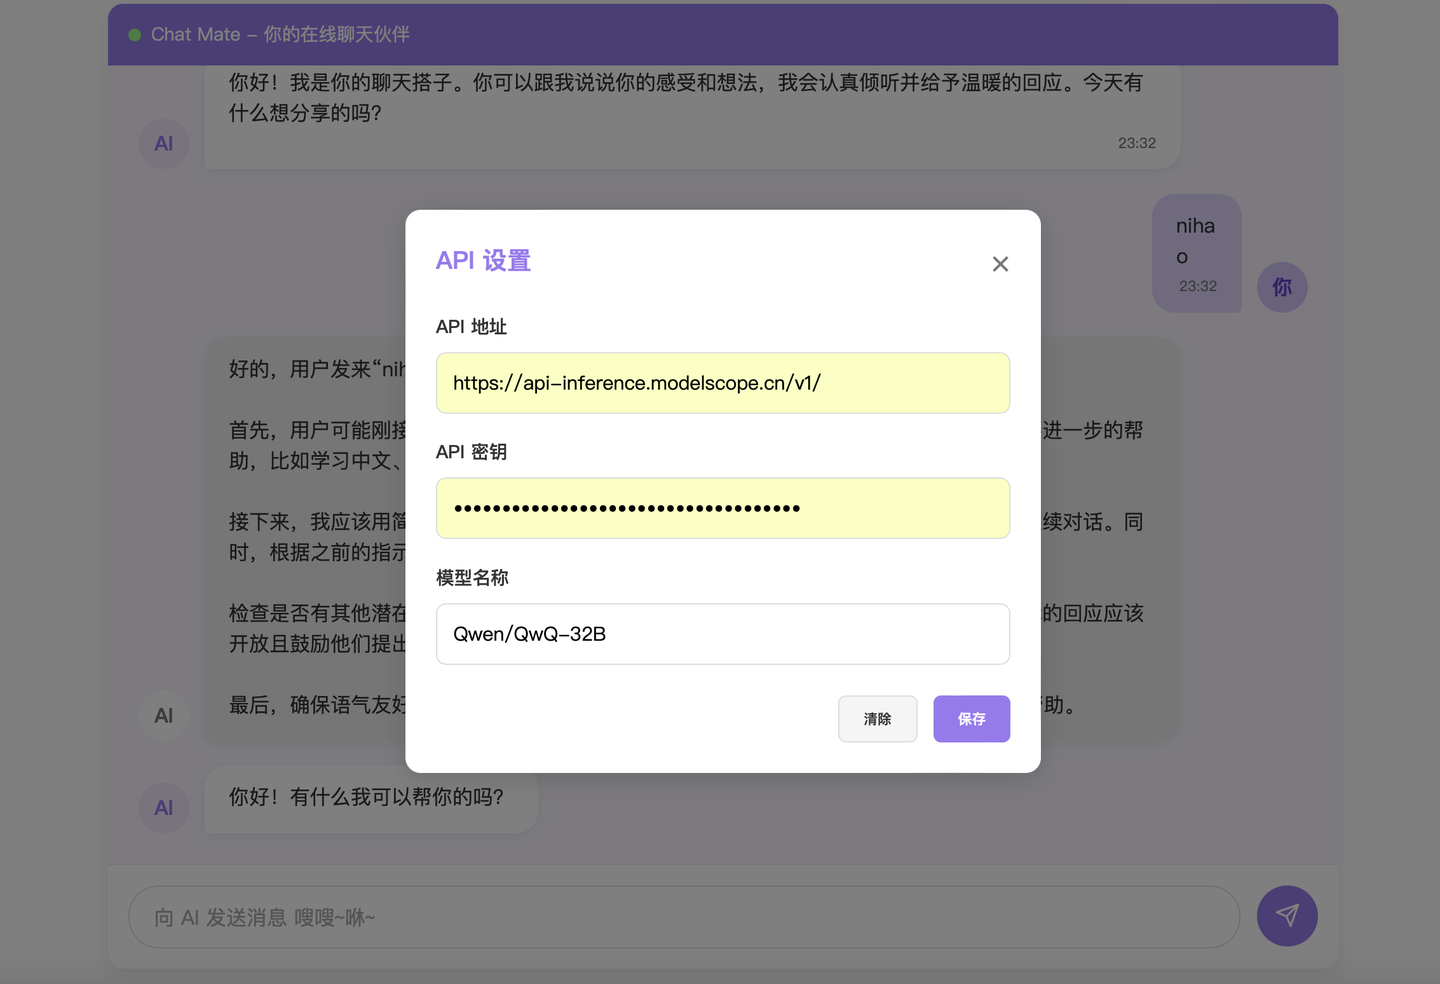 Chat Mate – 你的在线聊天伙伴
你好！我是你的聊天搭子。你可以跟我说说你的感受和想法，我会认真倾听并给予温暖的回应。今天有
什么想分享的吗？
AI
23:32
niha
o
23:32
你
API 设置
API 地址
https://api-inference.modelscope.cn/v1/
API 密钥
••••••••••••••••••••••••••••••••••••
模型名称
Qwen/QwQ-32B
清除
保存
好的，用户发来“nih
首先，用户可能刚接
进一步的帮
助，比如学习中文、
接下来，我应该用简
续对话。同
时，根据之前的指示
检查是否有其他潜在
的回应应该
开放且鼓励他们提出
最后，确保语气友好
助。
AI
AI
你好！有什么我可以帮你的吗？
向 AI 发送消息 嗖嗖~咻~